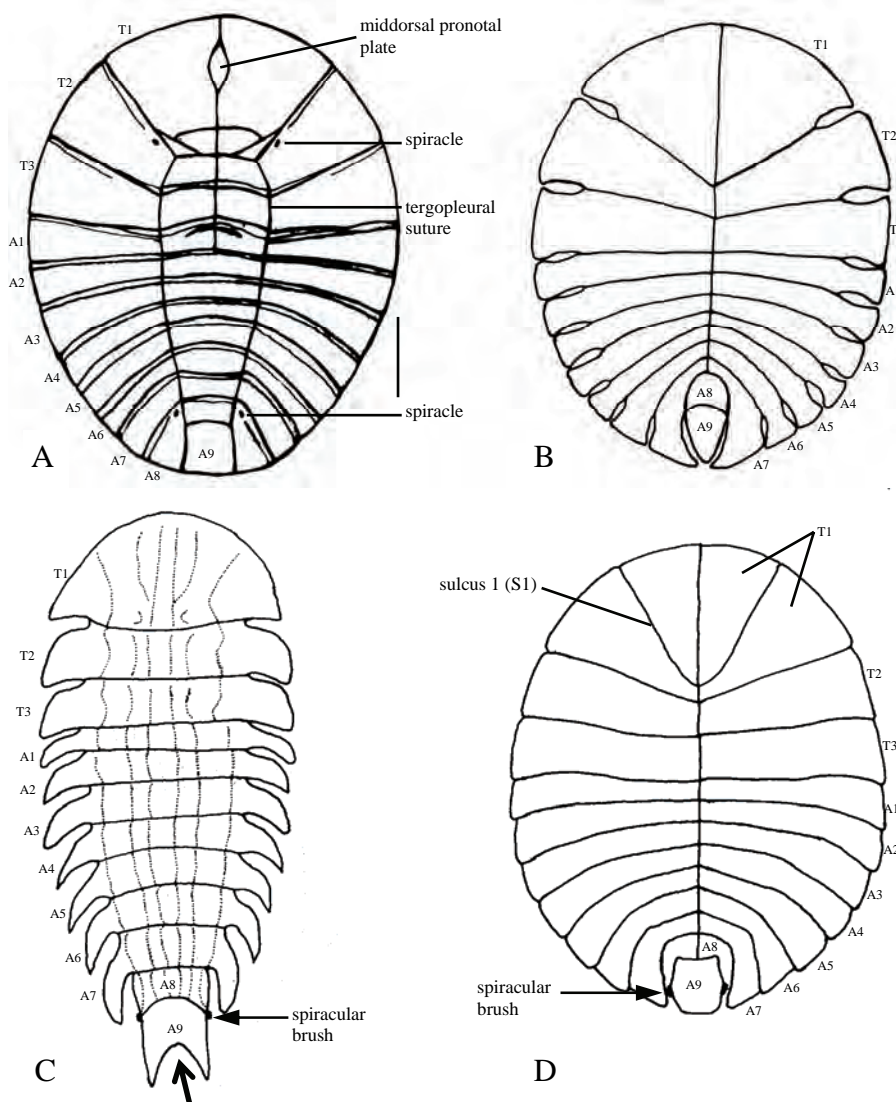 T1
middorsal pronotal
plate
T2
spiracle
T3
tergopleural
suture
A1
A2
A3
A4
A5
spiracle
A6
A7
A8
A9
A
T1
T2
A2
A3
A4
A5
A6
A7
A8
A9
B
T1
T2
T3
A1
A2
A3
A4
A5
A6
A7
A8
A9
spiracular
brush
C
T1
sulcus 1 (S1)
T2
T3
A1
A2
A3
A4
A5
A6
A7
A8
A9
spiracular
brush
D